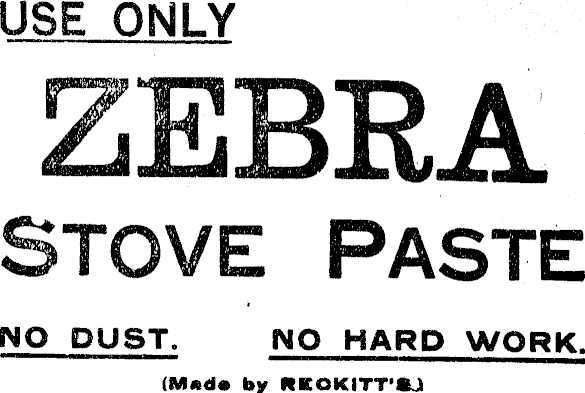 USE ONLY
ZEBRA
STOVE PASTE
NO DUST. NO HARD WORK.
(Made by RECKITT'S.)